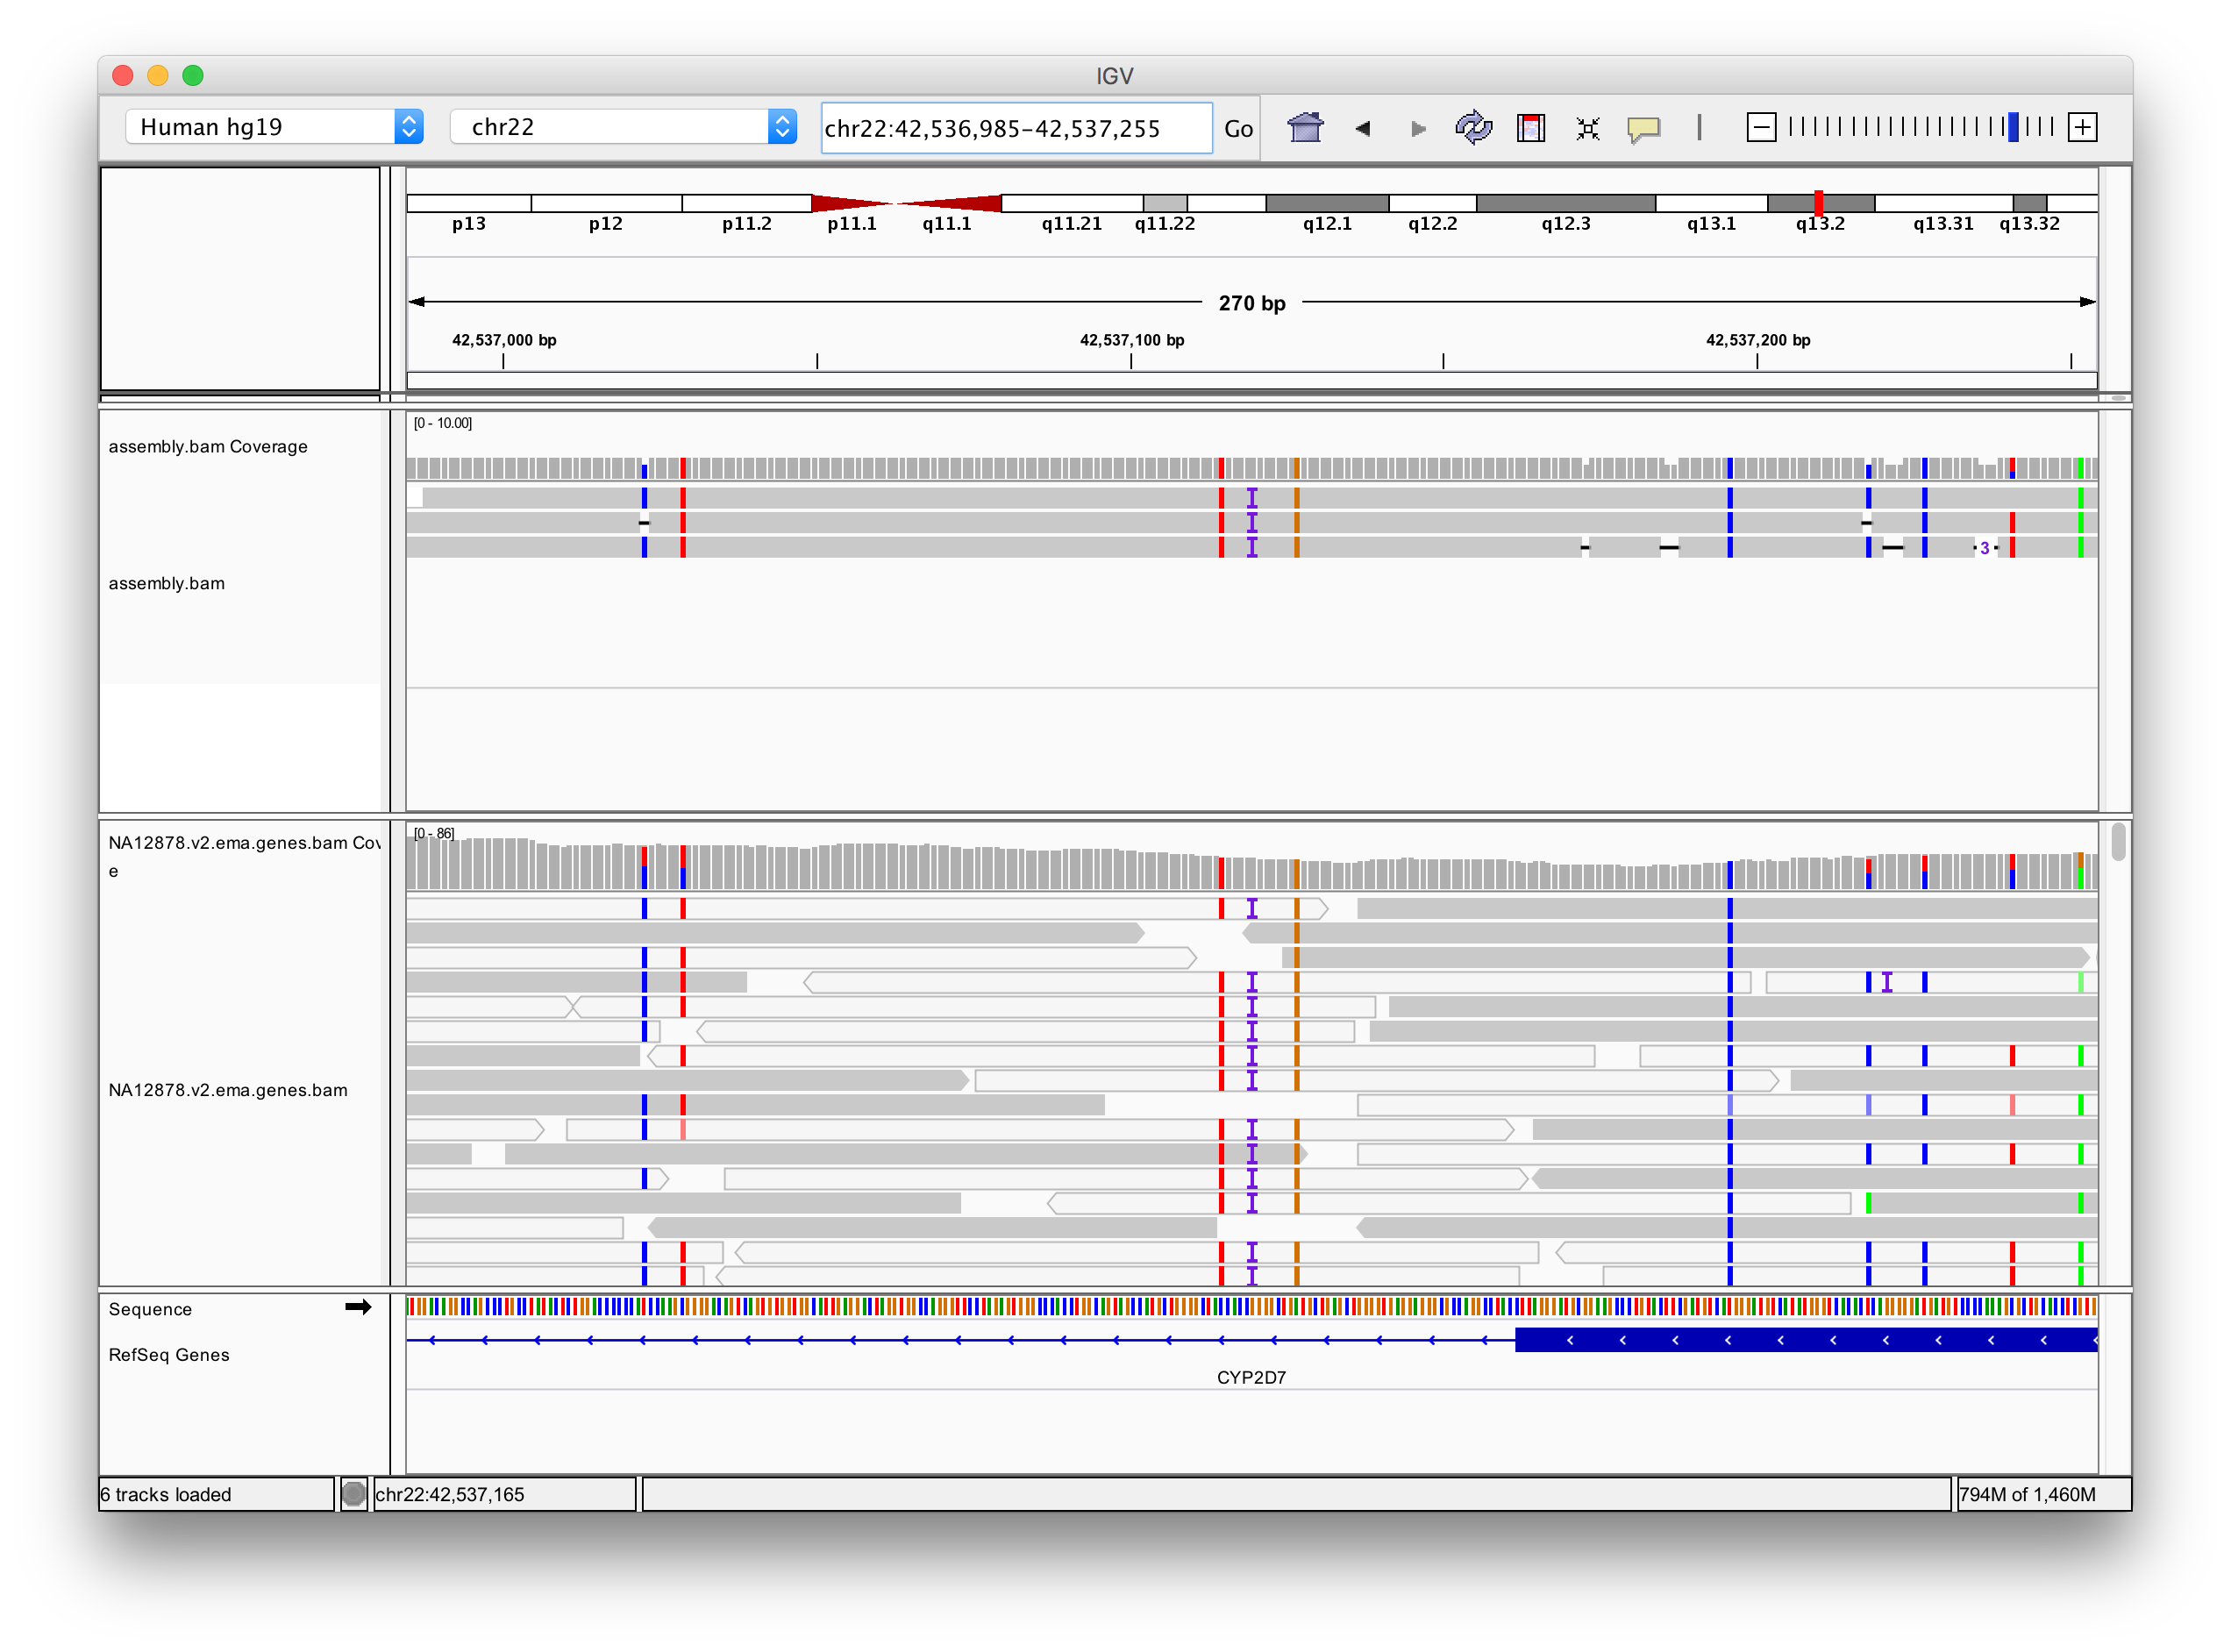 IGV
Human hg19
chr22
chr22:42,536,985-42,537,255
Go
p13 p12 p11.2 p11.1 q11.1 q11.21 q11.22 q12.1 q12.2 q12.3 q13.1 q13.2 q13.31 q13.32
270 bp
42,537,000 bp 42,537,100 bp 42,537,200 bp
[0 - 10.00]
assembly.bam Coverage
3
assembly.bam
[0 - 86]
NA12878.v2.ema.genes.bam Cov
e
NA12878.v2.ema.genes.bam
Sequence
RefSeq Genes
CYP2D7
6 tracks loaded
chr22:42,537,165
794M of 1,460M